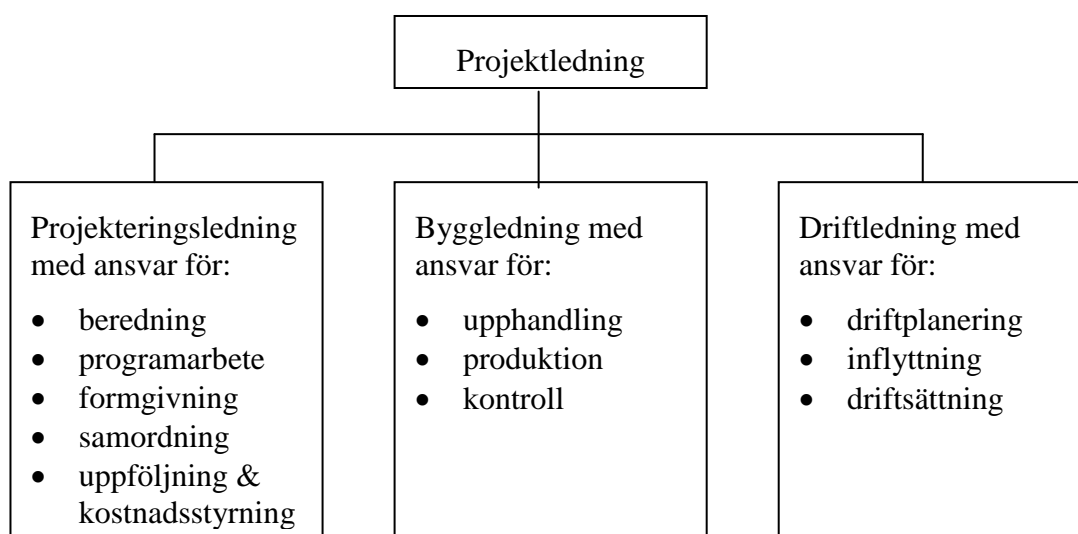 Projektledning
Projekteringsledning
med ansvar för:
• beredning
• programarbete
• formgivning
• samordning
• uppföljning &
kostnadsstyrning
Byggledning med
ansvar för:
• upphandling
• produktion
• kontroll
Driftledning med
ansvar för:
• driftplanering
• inflyttning
• driftsättning